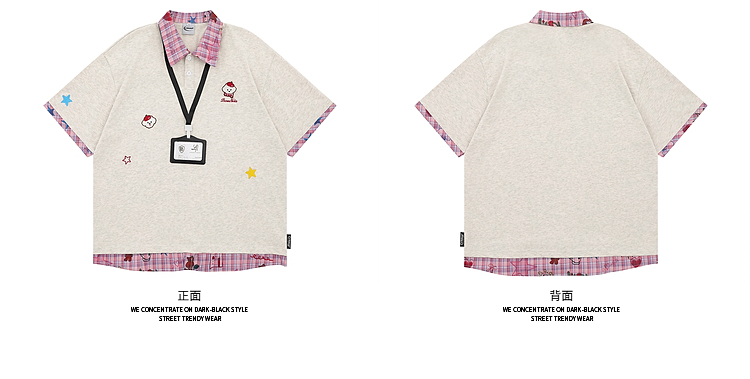 正面
WE CONCENTRATE ON DARK-BLACK STYLE
STREET TRENDY WEAR
背面
WE CONCENTRATE ON DARK-BLACK STYLE
STREET TRENDY WEAR